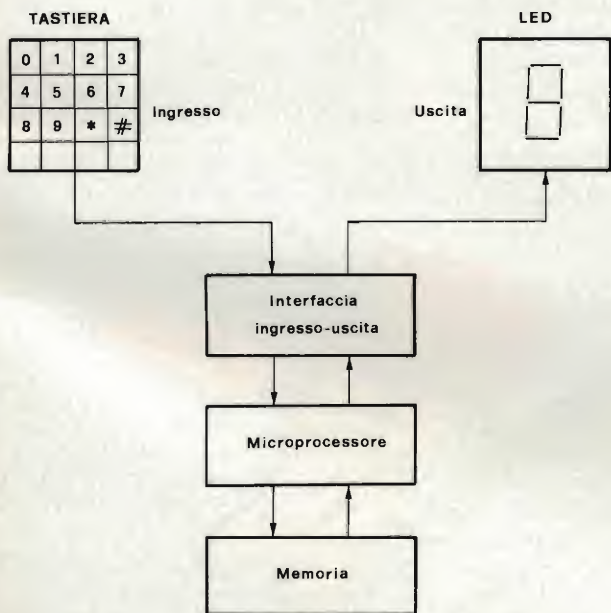 TASTIERA
LED
0 1 2 3
4 5 6 7
8 9 * #
Ingresso
Uscita
Interfaccia
ingresso-uscita
Microprocessore
Memoria